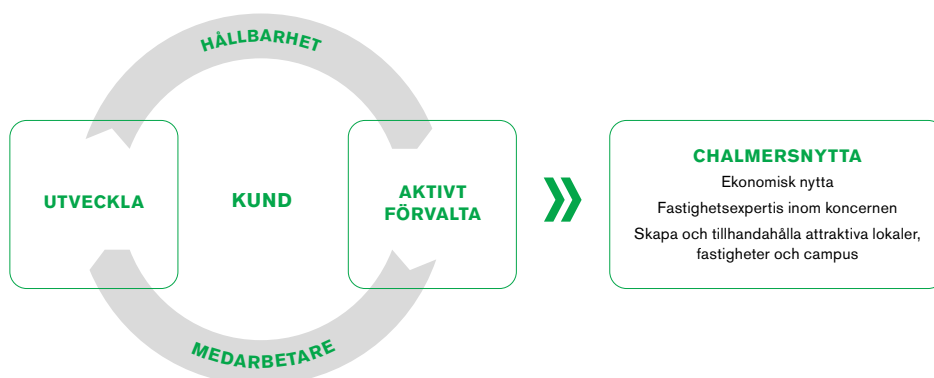 HÅLLBARHET
UTVECKLA
KUND
AKTIVT
FÖRVALTA
MEDARBETARE
CHALMERSNYTTA
Ekonomisk nytta
Fastighetsexpertis inom koncernen
Skapa och tillhandahålla attraktiva lokaler,
fastigheter och campus